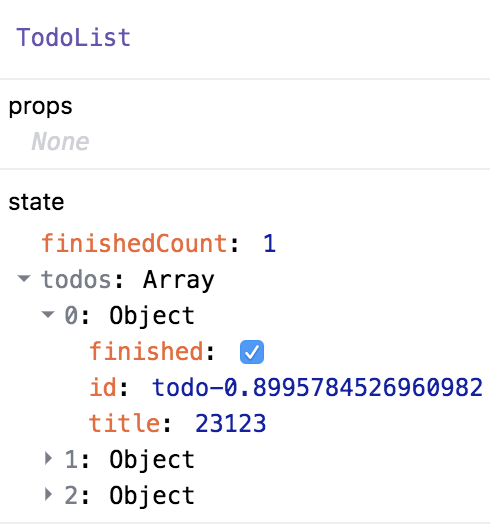 TodoList
props
None
state
finishedCount: 1
todos: Array
0: Object
finished:
id: todo-0.8995784526960982
title: 23123
1: Object
2: Object